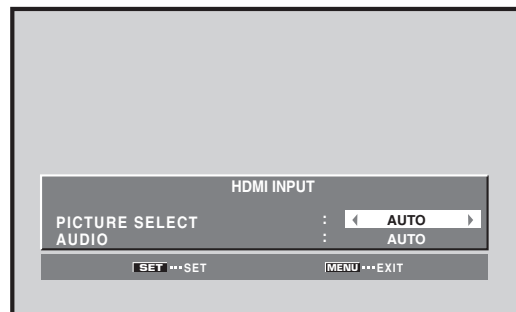 HDMI INPUT
PICTURE SELECT : AUTO
AUDIO : AUTO
SET ···SET MENU ···EXIT